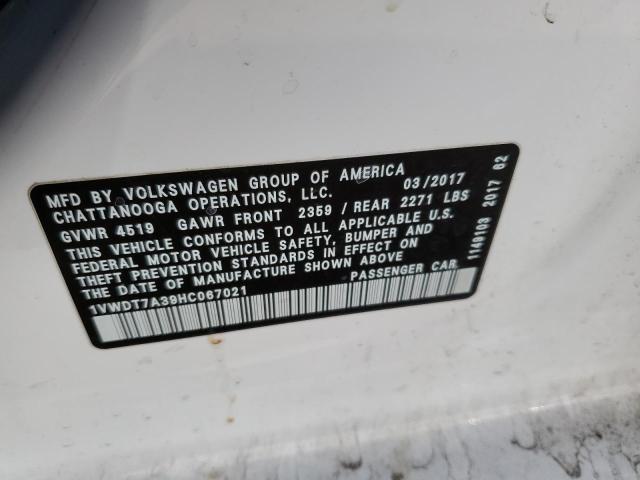 MFD BY VOLKSWAGEN GROUP OF AMERICA
CHATTANOOGA OPERATIONS, LLC. 03/2017
GVWR 4519 GAWR FRONT 2359 / REAR 2271 LBS
THIS VEHICLE CONFORMS TO ALL APPLICABLE U.S.
FEDERAL MOTOR VEHICLE SAFETY, BUMPER AND
THEFT PREVENTION STANDARDS IN EFFECT ON
THE DATE OF MANUFACTURE SHOWN ABOVE
1VWDT7A39HC067021 PASSENGER CAR
1149103 2017 62